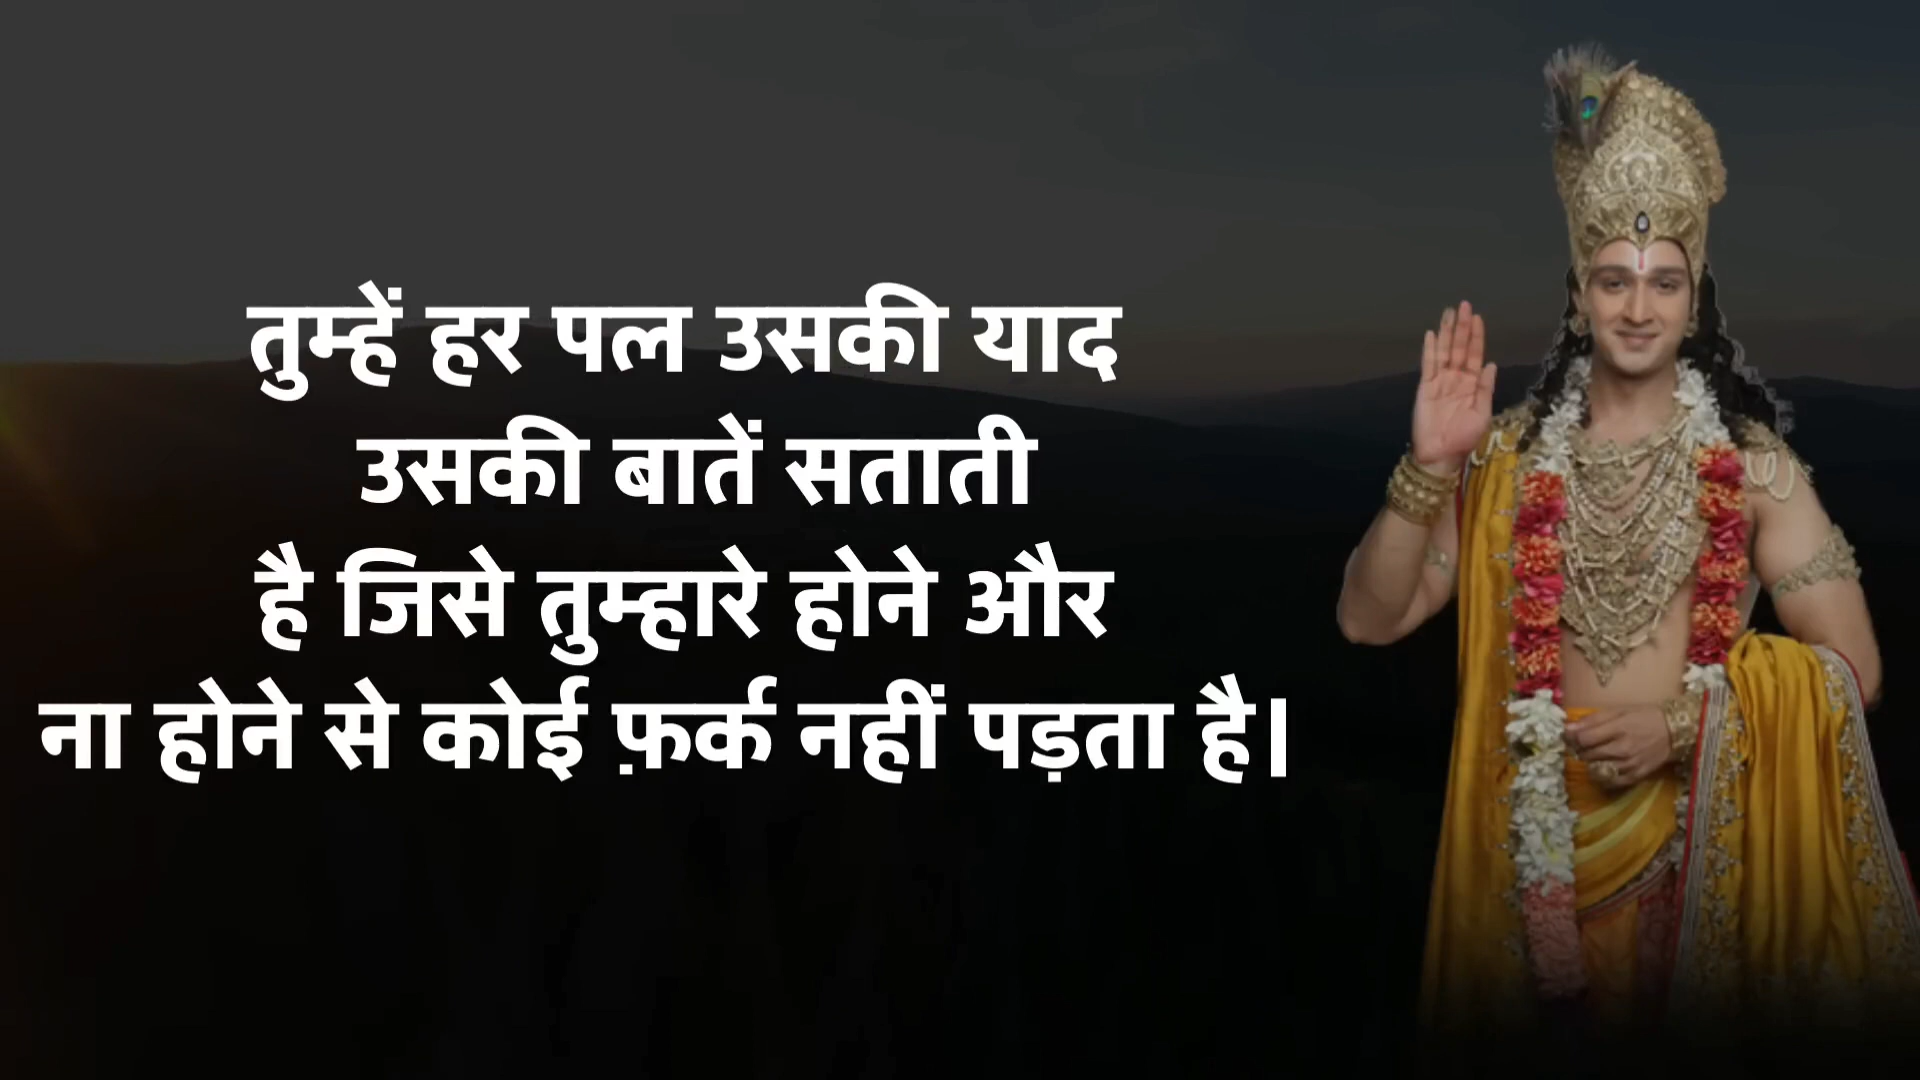 तुम्हें हर पल उसकी याद
उसकी बातें सताती
है जिसे तुम्हारे होने और
ना होने से कोई फ़र्क नहीं पड़ता है।